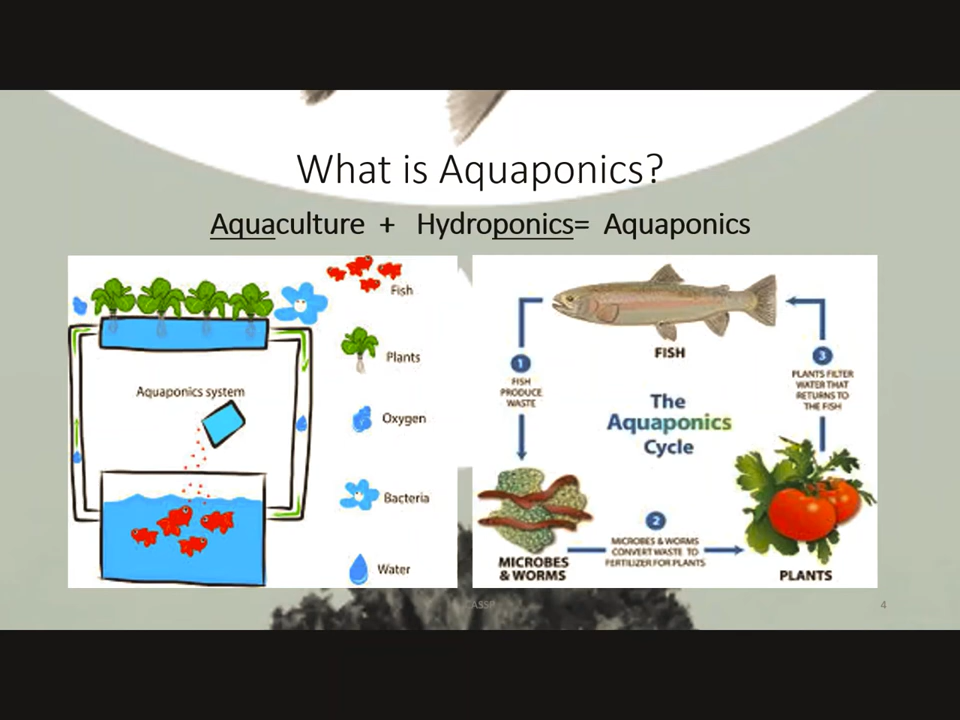 What is Aquaponics?
Aquaculture + Hydroponics= Aquaponics
Fish
Plants
Aquaponics system
Oxygen
Bacteria
Water
FISH
1
FISH
PRODUCE
WASTE
The
Aquaponics
Cycle
3
PLANTS FILTER
WATER THAT
RETURNS TO
THE FISH
2
MICROBES & WORMS
CONVERT WASTE TO
FERTILIZER FOR PLANTS
MICROBES
& WORMS
PLANTS
CASSP
4